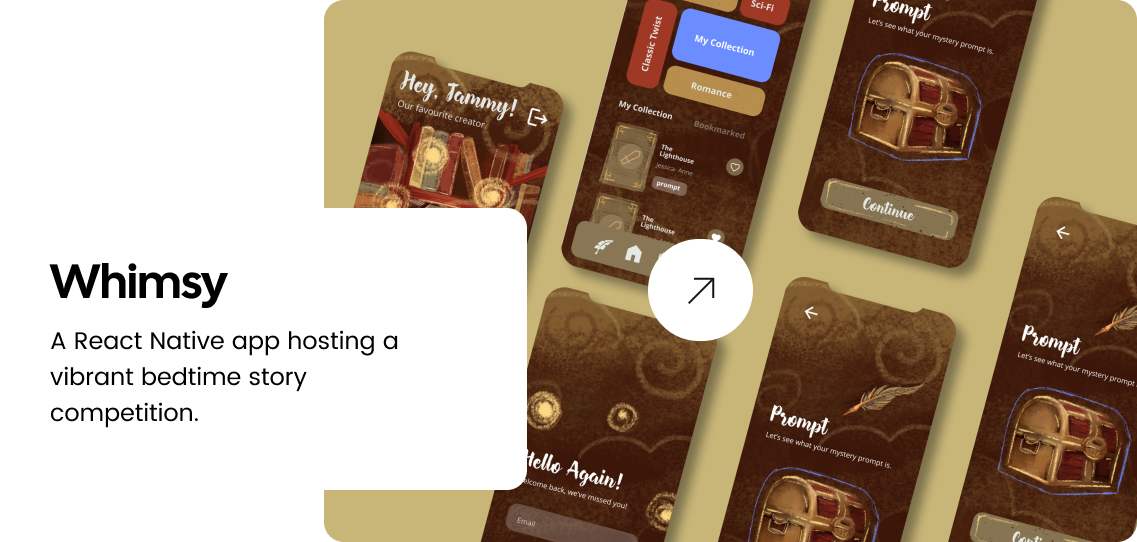 Whimsy
A React Native app hosting a
vibrant bedtime story
competition.
Hey, Tammy!
Our favourite creator
Classic Twist
Sci-Fi
My Collection
Romance
My Collection
Bookmarked
The
Lighthouse
Jessica- Anne
prompt
The
Lighthouse
Prompt
Let's see what your mystery prompt is.
Continue
Hello Again!
Welcome back, we've missed you!
Email
Prompt
Let's see what your mystery prompt is.
Prompt
Let's see what your mystery prompt